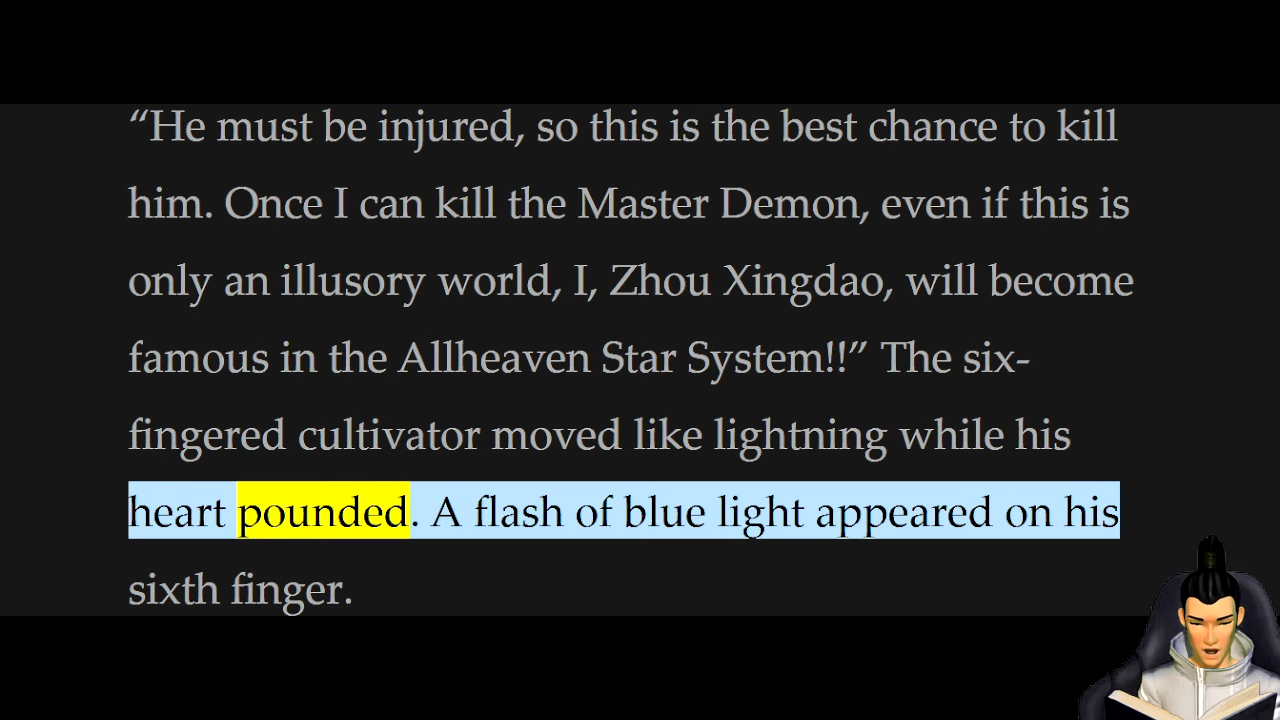 “He must be injured, so this is the best chance to kill
him. Once I can kill the Master Demon, even if this is
only an illusory world, I, Zhou Xingdao, will become
famous in the Allheaven Star System!!” The six-
fingered cultivator moved like lightning while his
heart pounded. A flash of blue light appeared on his
sixth finger.